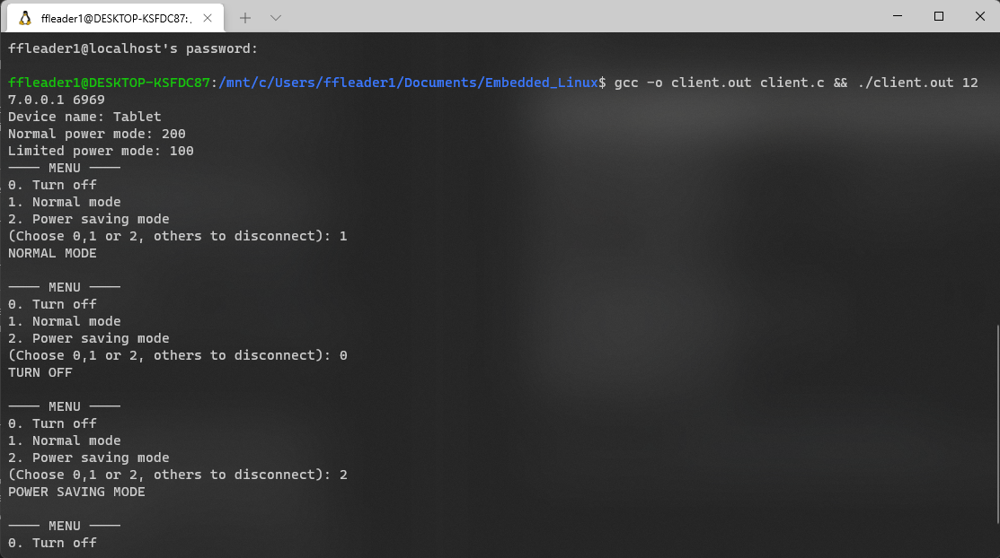 ffleader1@DESKTOP-KSFDC87: .
ffleader1@localhost's password:
ffleader1@DESKTOP-KSFDC87:/mnt/c/Users/ffleader1/Documents/Embedded_Linux$ gcc -o client.out client.c && ./client.out 12
7.0.0.1 6969
Device name: Tablet
Normal power mode: 200
Limited power mode: 100
---- MENU ----
0. Turn off
1. Normal mode
2. Power saving mode
(Choose 0,1 or 2, others to disconnect): 1
NORMAL MODE
---- MENU ----
0. Turn off
1. Normal mode
2. Power saving mode
(Choose 0,1 or 2, others to disconnect): 0
TURN OFF
---- MENU ----
0. Turn off
1. Normal mode
2. Power saving mode
(Choose 0,1 or 2, others to disconnect): 2
POWER SAVING MODE
---- MENU ----
0. Turn off